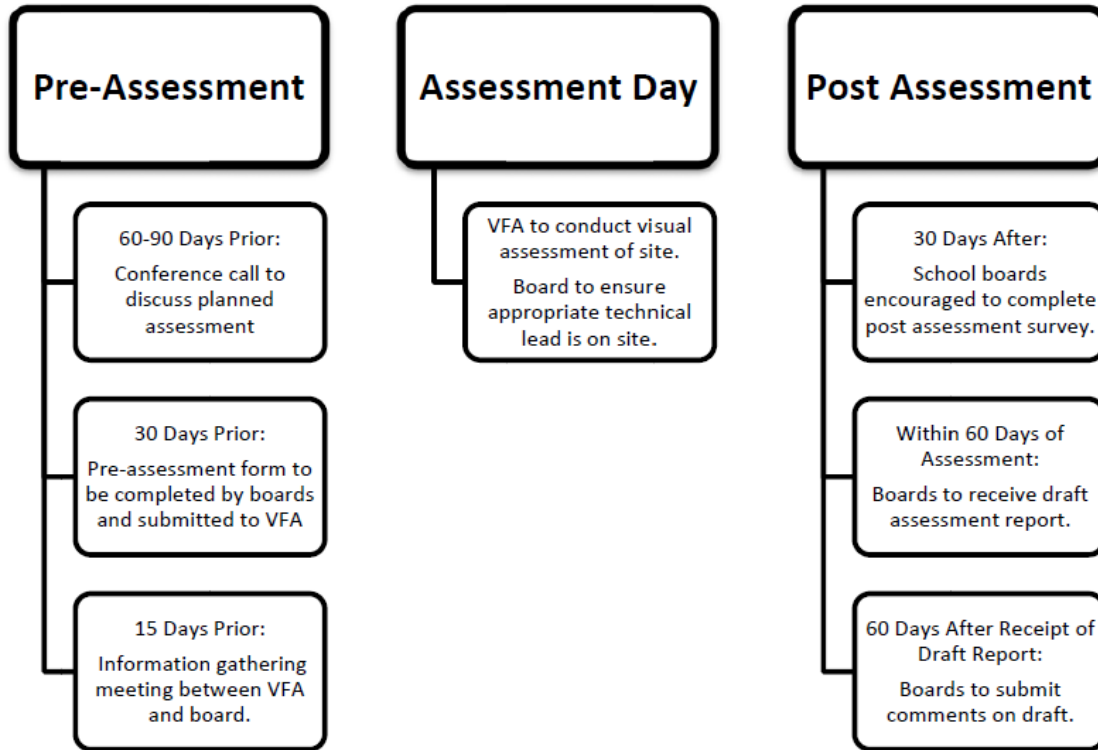 Pre-Assessment
60-90 Days Prior:
Conference call to
discuss planned
assessment
30 Days Prior:
Pre-assessment form to
be completed by boards
and submitted to VFA
15 Days Prior:
Information gathering
meeting between VFA
and board.
Assessment Day
VFA to conduct visual
assessment of site.
Board to ensure
appropriate technical
lead is on site.
Post Assessment
30 Days After:
School boards
encouraged to complete
post assessment survey.
Within 60 Days of
Assessment:
Boards to receive draft
assessment report.
60 Days After Receipt of
Draft Report:
Boards to submit
comments on draft.